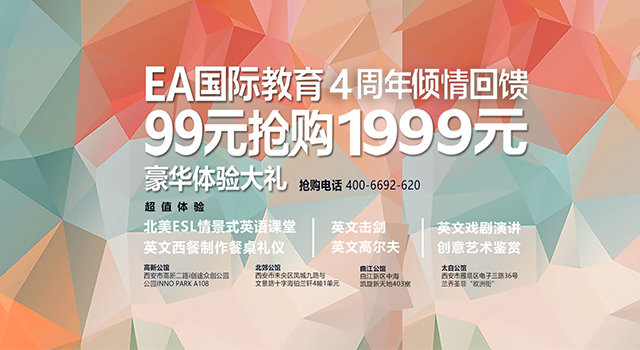 EA国际教育 4周年倾情回馈
99元抢购1999元
豪华体验大礼 抢购电话 400-6692-620
超值体验
北美ESL情景式英语课堂 英文击剑 英文戏剧演讲
英文西餐制作餐桌礼仪 英文高尔夫 创意艺术鉴赏
高新公馆 北郊公馆 曲江公馆 太白公馆
西安市高新二路i创途众创公园 西安市未央区凤城九路与 曲江新区中海 西安市雁塔区电子三路36号
公园INNO PARK A108 文景路十字海铂兰轩4幢1单元 凯旋新天地403室 兰乔圣菲“欧洲街”